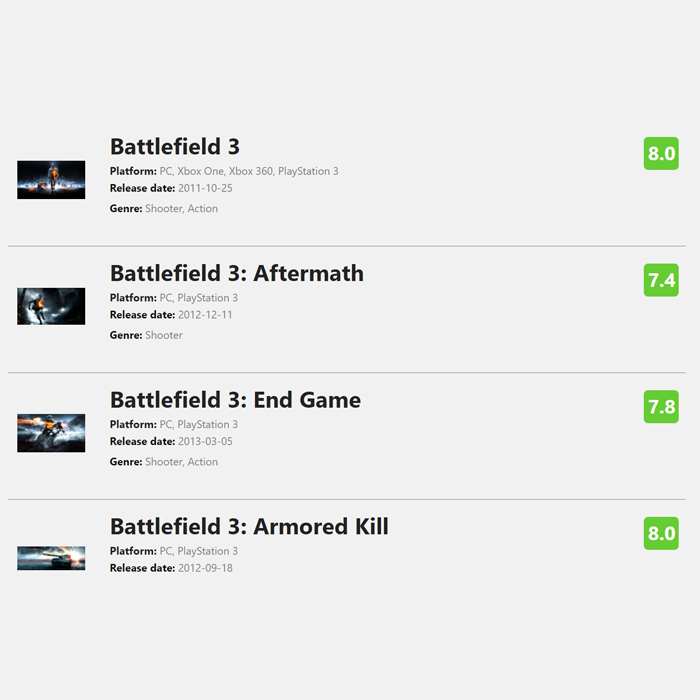 Battlefield 3
8.0
Platform: PC, Xbox One, Xbox 360, PlayStation 3
Release date: 2011-10-25
Genre: Shooter, Action
Battlefield 3: Aftermath
7.4
Platform: PC, PlayStation 3
Release date: 2012-12-11
Genre: Shooter
Battlefield 3: End Game
7.8
Platform: PC, PlayStation 3
Release date: 2013-03-05
Genre: Shooter, Action
Battlefield 3: Armored Kill
8.0
Platform: PC, PlayStation 3
Release date: 2012-09-18